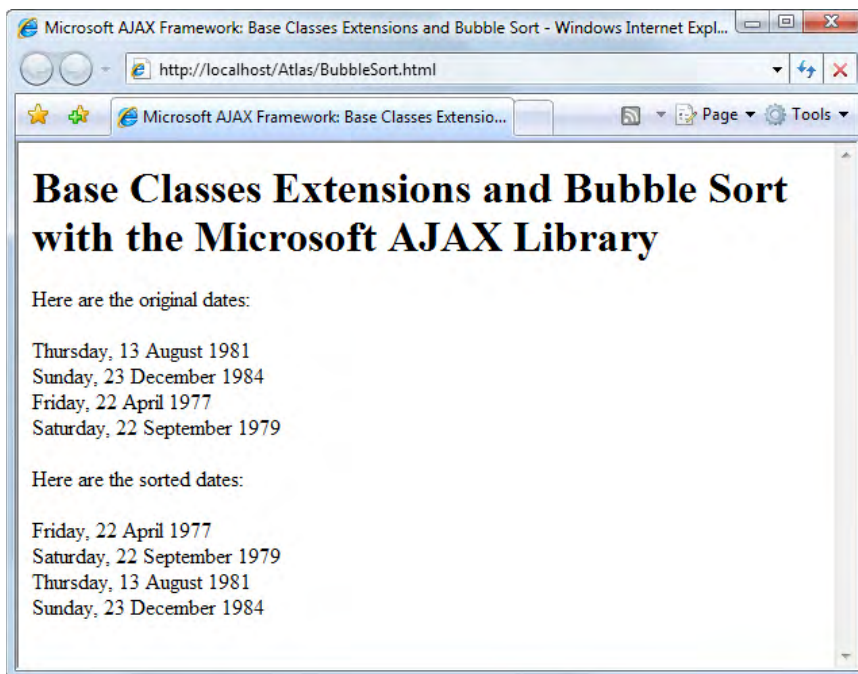 Microsoft AJAX Framework: Base Classes Extensions and Bubble Sort - Windows Internet Expl...
http://localhost/Atlas/BubbleSort.html
Microsoft AJAX Framework: Base Classes Extensio...
Page
Tools
Base Classes Extensions and Bubble Sort
with the Microsoft AJAX Library
Here are the original dates:
Thursday, 13 August 1981
Sunday, 23 December 1984
Friday, 22 April 1977
Saturday, 22 September 1979
Here are the sorted dates:
Friday, 22 April 1977
Saturday, 22 September 1979
Thursday, 13 August 1981
Sunday, 23 December 1984